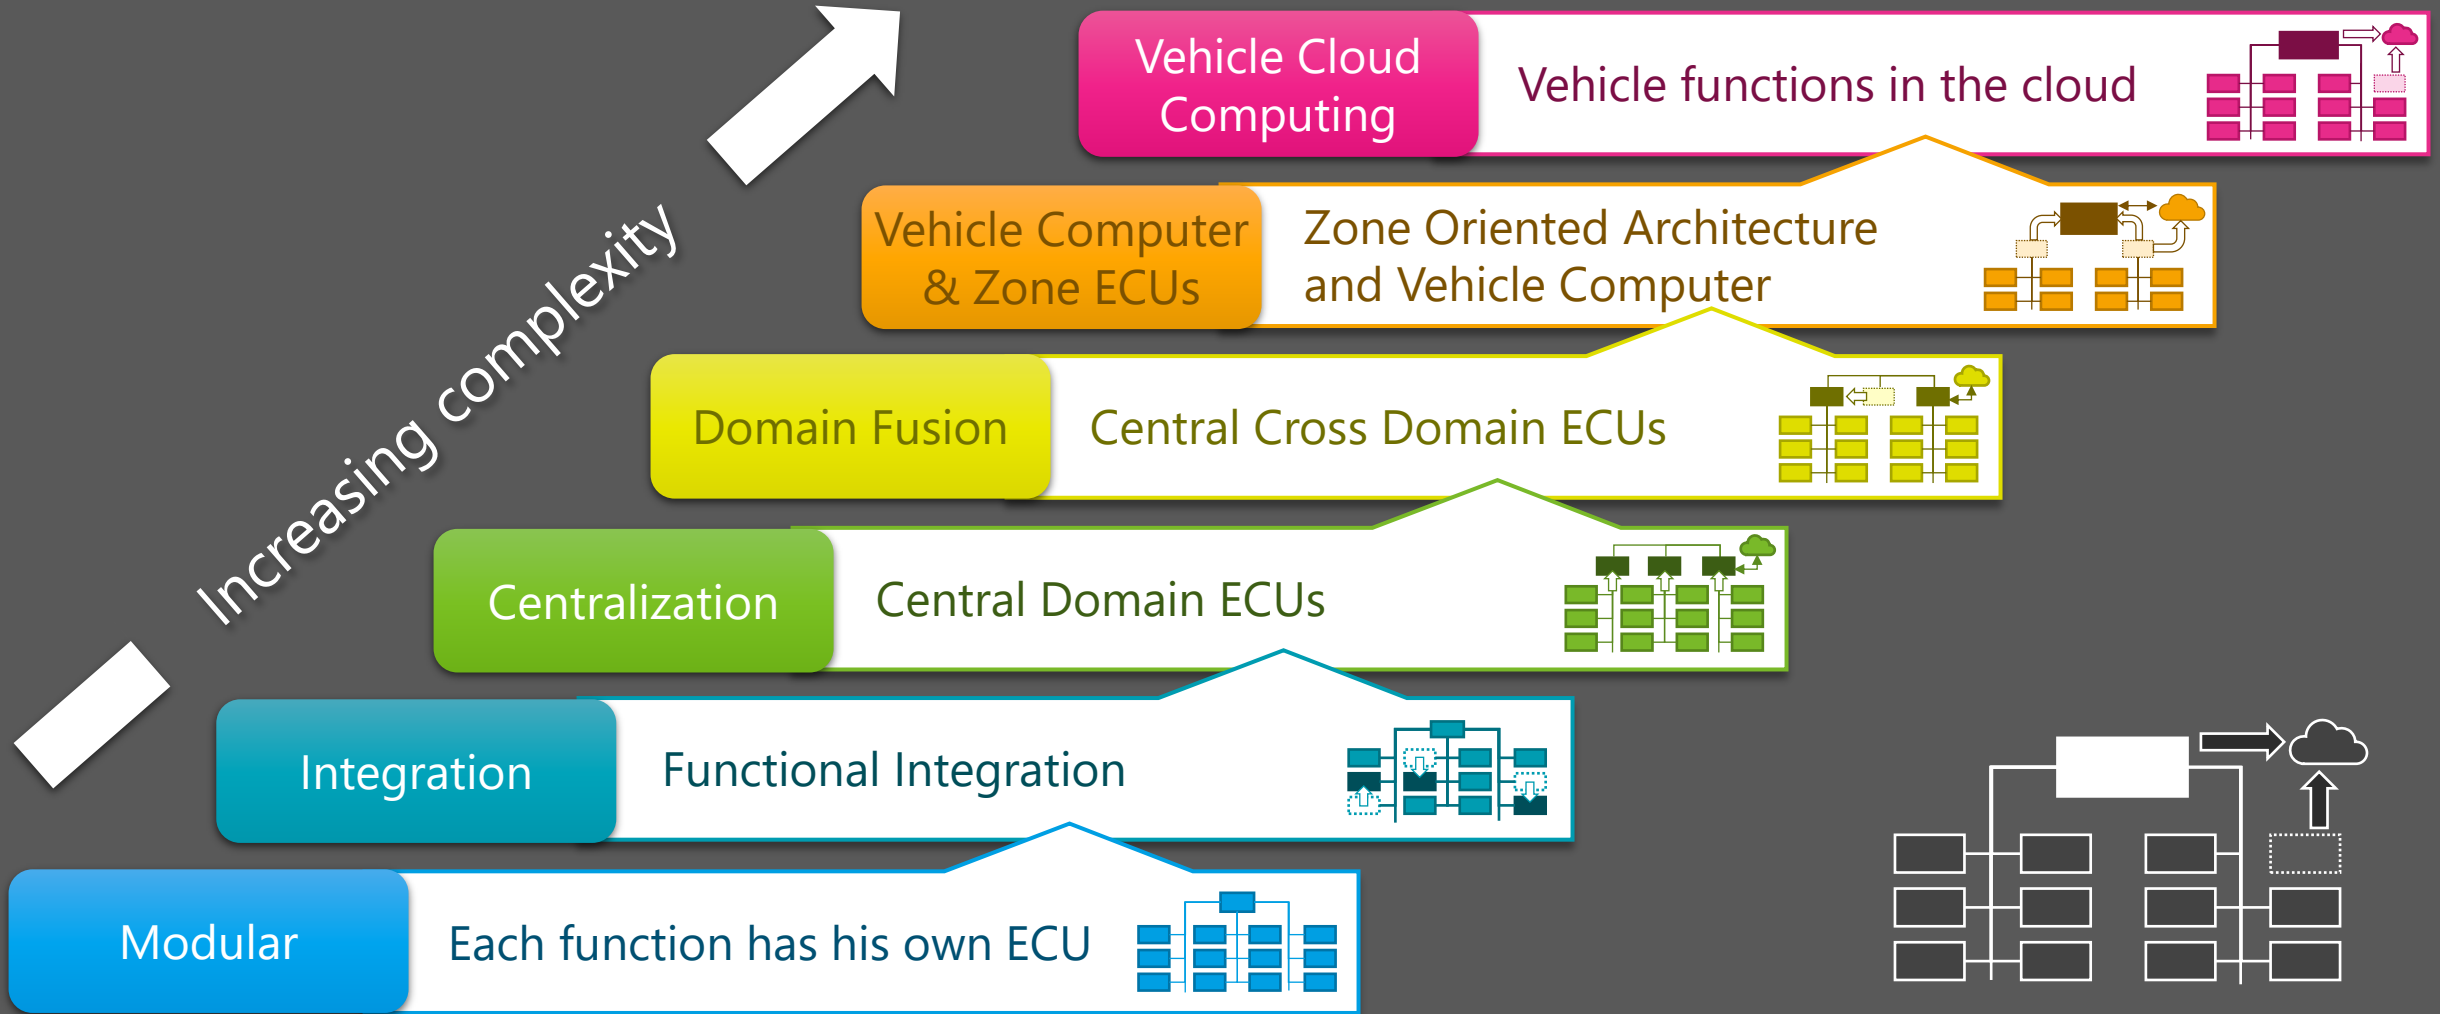 Vehicle Cloud
Computing
Vehicle functions in the cloud
Vehicle Computer
& Zone ECUs
Zone Oriented Architecture
and Vehicle Computer
Increasing complexity
Domain Fusion
Central Cross Domain ECUs
Centralization
Central Domain ECUs
Integration
Functional Integration
Modular
Each function has his own ECU